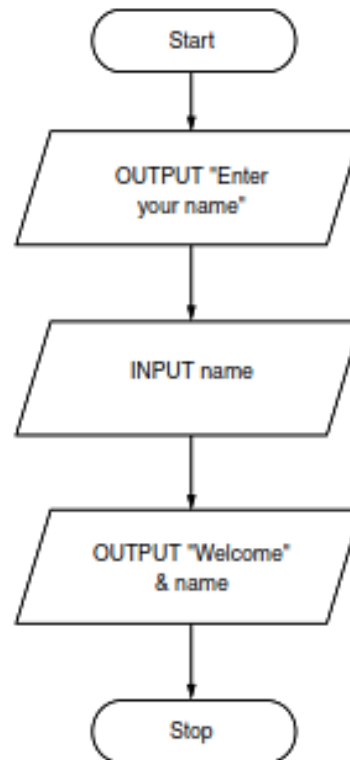 Start
OUTPUT "Enter
your name"
INPUT name
OUTPUT "Welcome"
& name
Stop